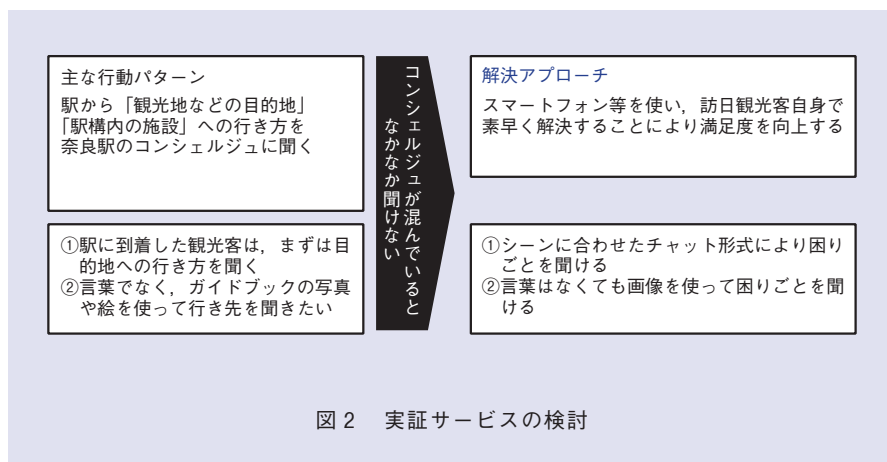 主な行動パターン
駅から「観光地などの目的地」
「駅構内の施設」への行き方を
奈良駅のコンシェルジュに聞く
①駅に到着した観光客は，まずは目
的地への行き方を聞く
②言葉でなく，ガイドブックの写真
や絵を使って行き先を聞きたい
コンシェルジュが混んでいると
なかなか聞けない
解決アプローチ
スマートフォン等を使い，訪日観光客自身で
素早く解決することにより満足度を向上する
①シーンに合わせたチャット形式により困り
ごとを聞ける
②言葉はなくても画像を使って困りごとを聞
ける
図2 実証サービスの検討